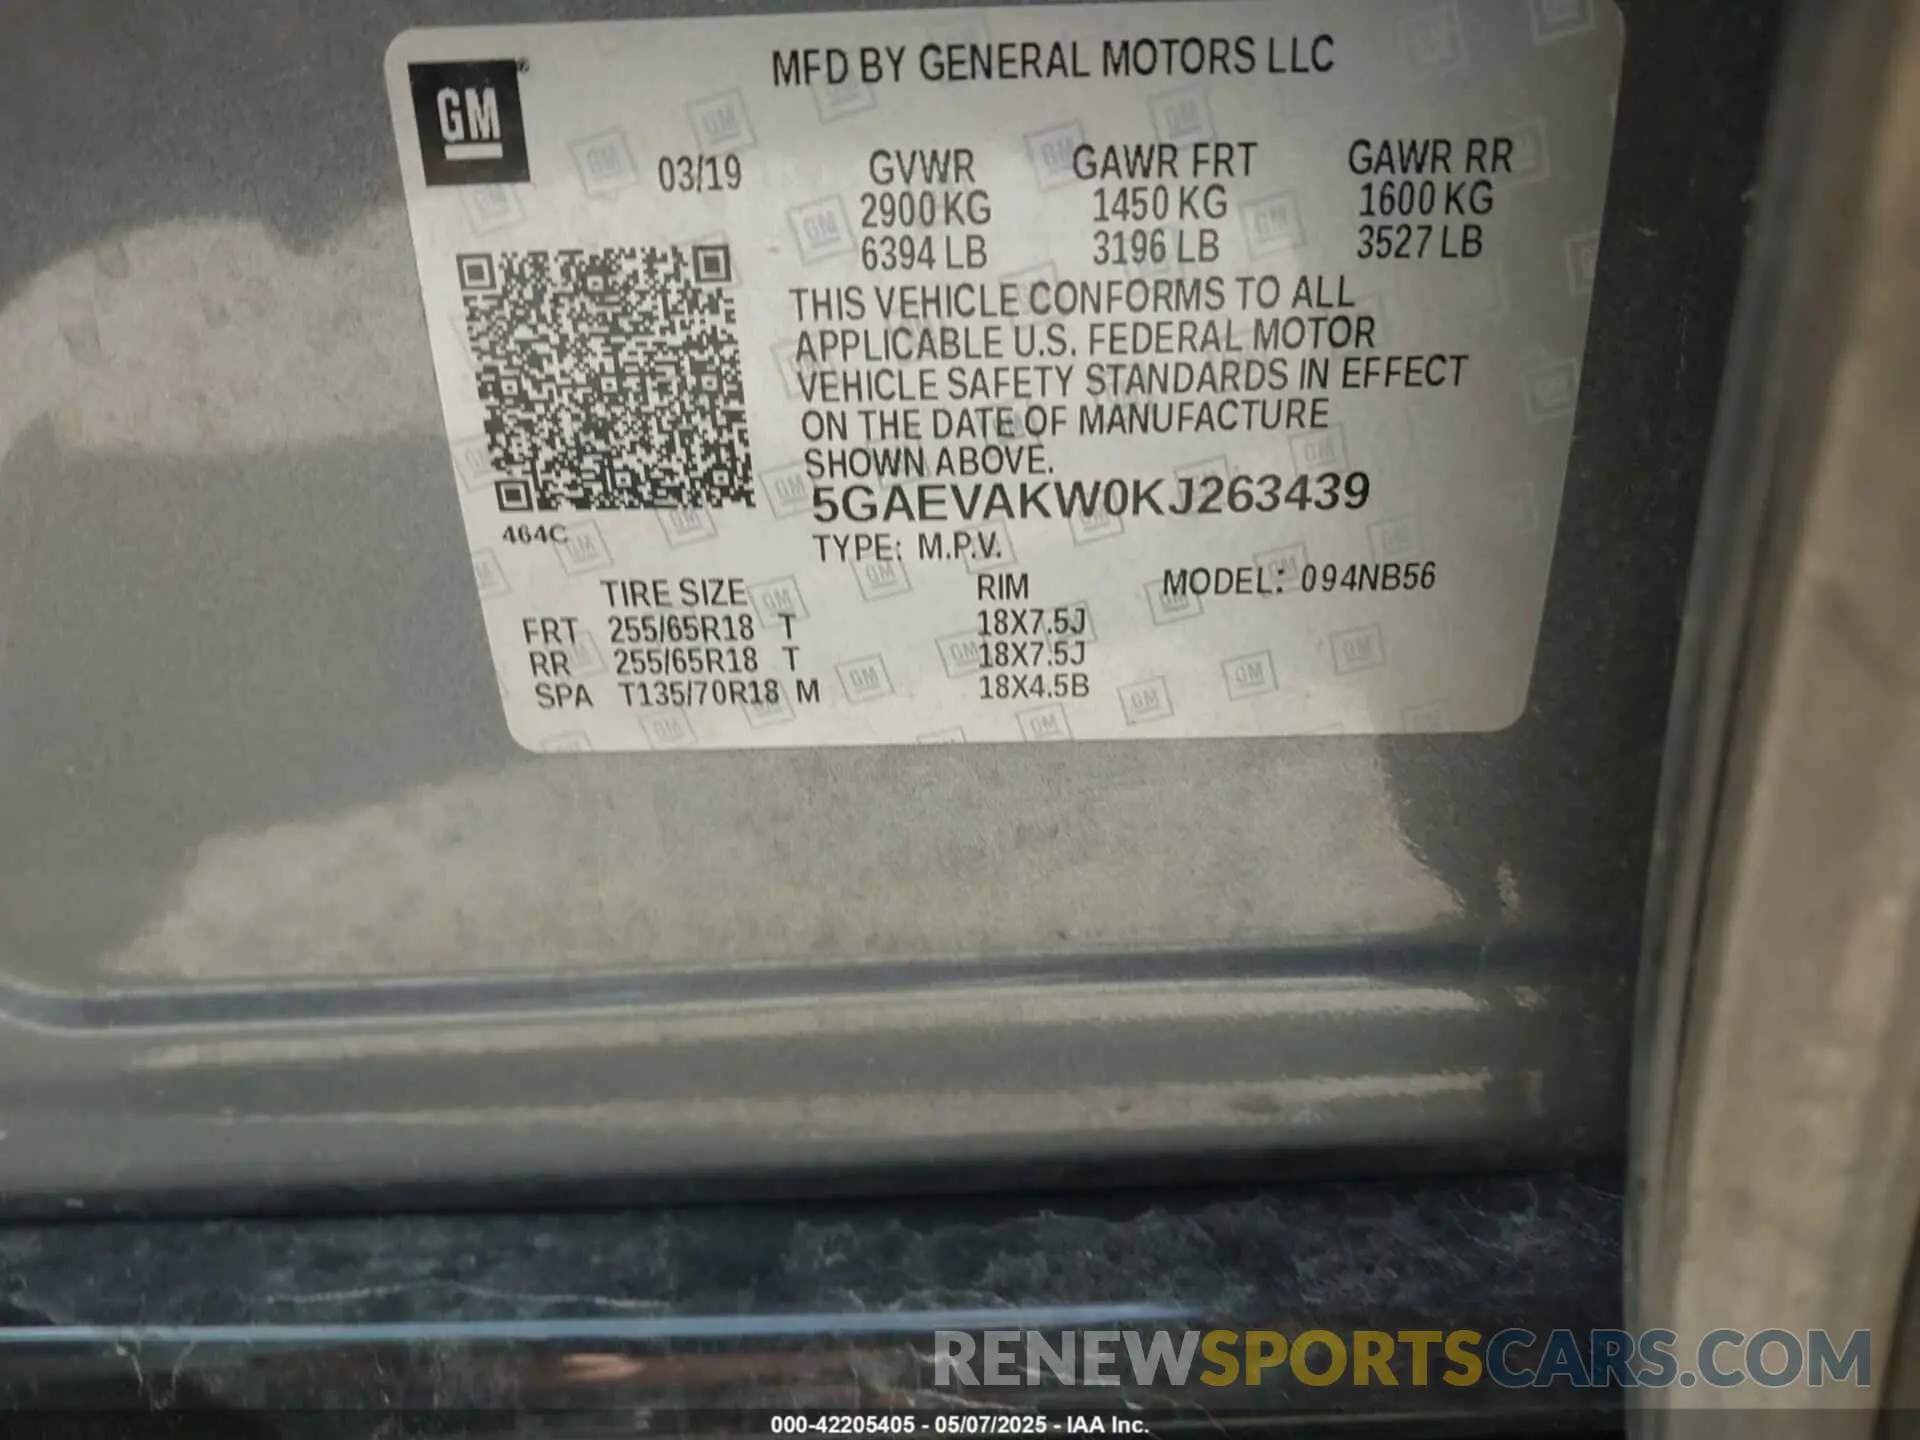 GM
MFD BY GENERAL MOTORS LLC
03/19
GVWR GAWR FRT GAWR RR
2900 KG 1450 KG 1600 KG
6394 LB 3196 LB 3527 LB
THIS VEHICLE CONFORMS TO ALL
APPLICABLE U.S. FEDERAL MOTOR
VEHICLE SAFETY STANDARDS IN EFFECT
ON THE DATE OF MANUFACTURE
SHOWN ABOVE.
5GAEVAKW0KJ263439
464C
TYPE: M.P.V.
TIRE SIZE RIM MODEL: 094NB56
FRT 255/65R18 T 18X7.5J
RR 255/65R18 T 18X7.5J
SPA T135/70R18 M 18X4.5B
RENEWSPORTSCARS.COM
000-42205405 - 05/07/2025 - IAA Inc.